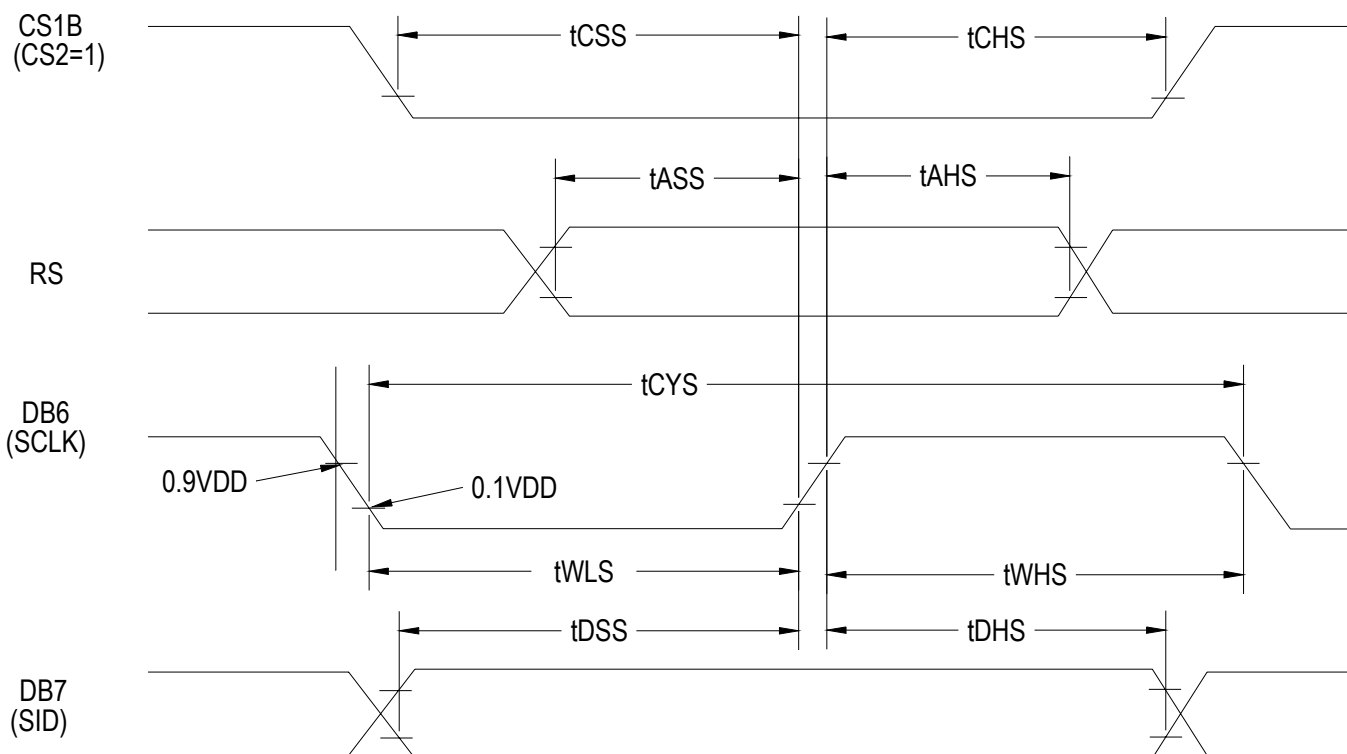 CS1B
(CS2=1)
tCSS
tCHS
tASS
tAHS
RS
tCYS
DB6
(SCLK)
0.9VDD
0.1VDD
tWLS
tWHS
tDSS
tDHS
DB7
(SID)